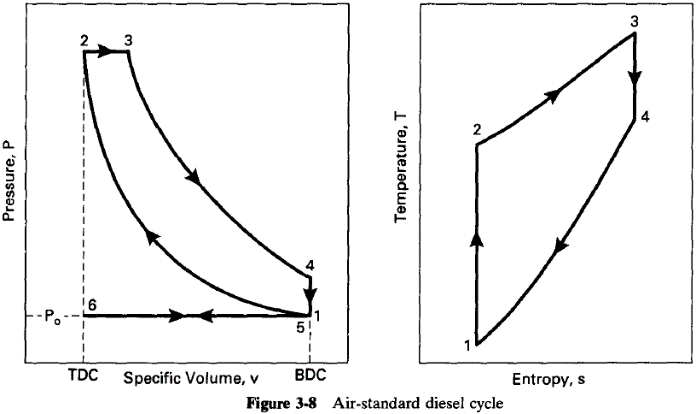 2 3
Pressure, P
4
6
P₀
5 1
TDC Specific Volume, v BDC
3
2
4
Temperature, T
1
Entropy, s
Figure 3-8 Air-standard diesel cycle